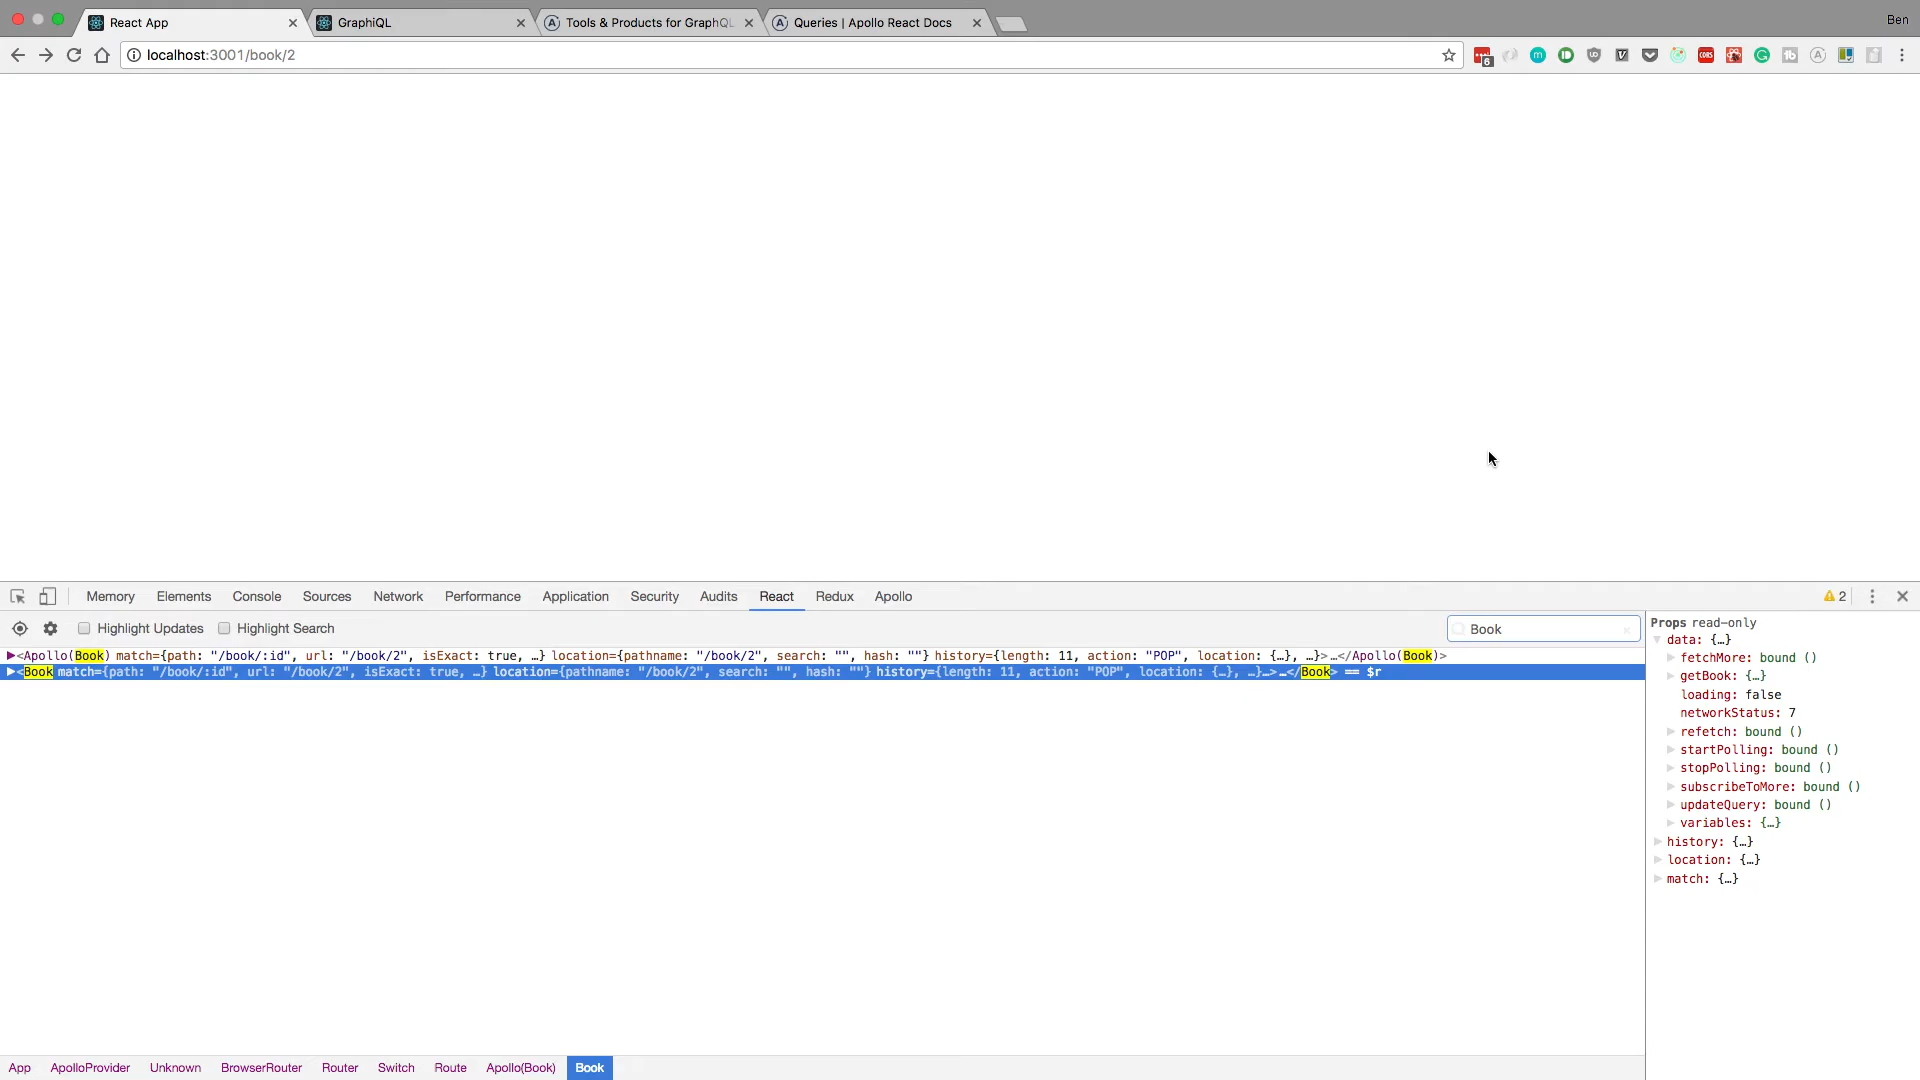 React App
GraphiQL
Tools & Products for GraphQL
Queries | Apollo React Docs
Ben
localhost:3001/book/2
6
Memory Elements Console Sources Network Performance Application Security Audits React Redux Apollo 2
Highlight Updates Highlight Search Book
<Apollo(Book) match={path: "/book/:id", url: "/book/2", isExact: true, …} location={pathname: "/book/2", search: "", hash: ""} history={length: 11, action: "POP", location: {…}, …}>…</Apollo(Book)>
<Book match={path: "/book/:id", url: "/book/2", isExact: true, …} location={pathname: "/book/2", search: "", hash: ""} history={length: 11, action: "POP", location: {…}, …}…>…</Book> == $r
Props read-only
data: {…}
fetchMore: bound ()
getBook: {…}
loading: false
networkStatus: 7
refetch: bound ()
startPolling: bound ()
stopPolling: bound ()
subscribeToMore: bound ()
updateQuery: bound ()
variables: {…}
history: {…}
location: {…}
match: {…}
App ApolloProvider Unknown BrowserRouter Router Switch Route Apollo(Book) Book